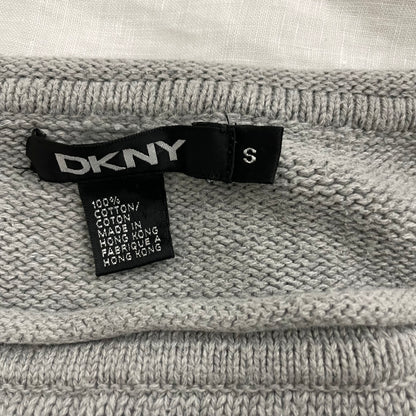 DKNY
S
100%
COTTON/
COTON
MADE IN
HONG KONG
FABRIQUE A
HONG KONG